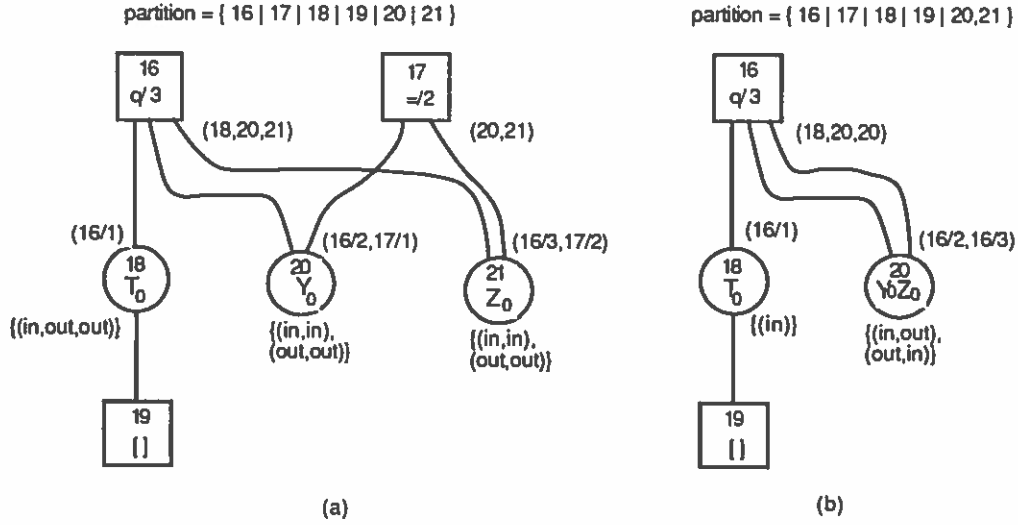 partition = { 16 | 17 | 18 | 19 | 20 | 21 }
16
q/3
17
=/2
(18,20,21)
(20,21)
(16/1)
(16/2,17/1)
(16/3,17/2)
18
T0
20
Y0
21
Z0
{(in,out,out)}
{(in,in),
(out,out)}
{(in,in),
(out,out)}
19
[ ]
(a)
partition = { 16 | 17 | 18 | 19 | 20,21 }
16
q/3
(18,20,20)
(16/1)
(16/2,16/3)
18
T0
20
Y0Z0
{(in)}
{(in,out),
(out,in)}
19
[ ]
(b)